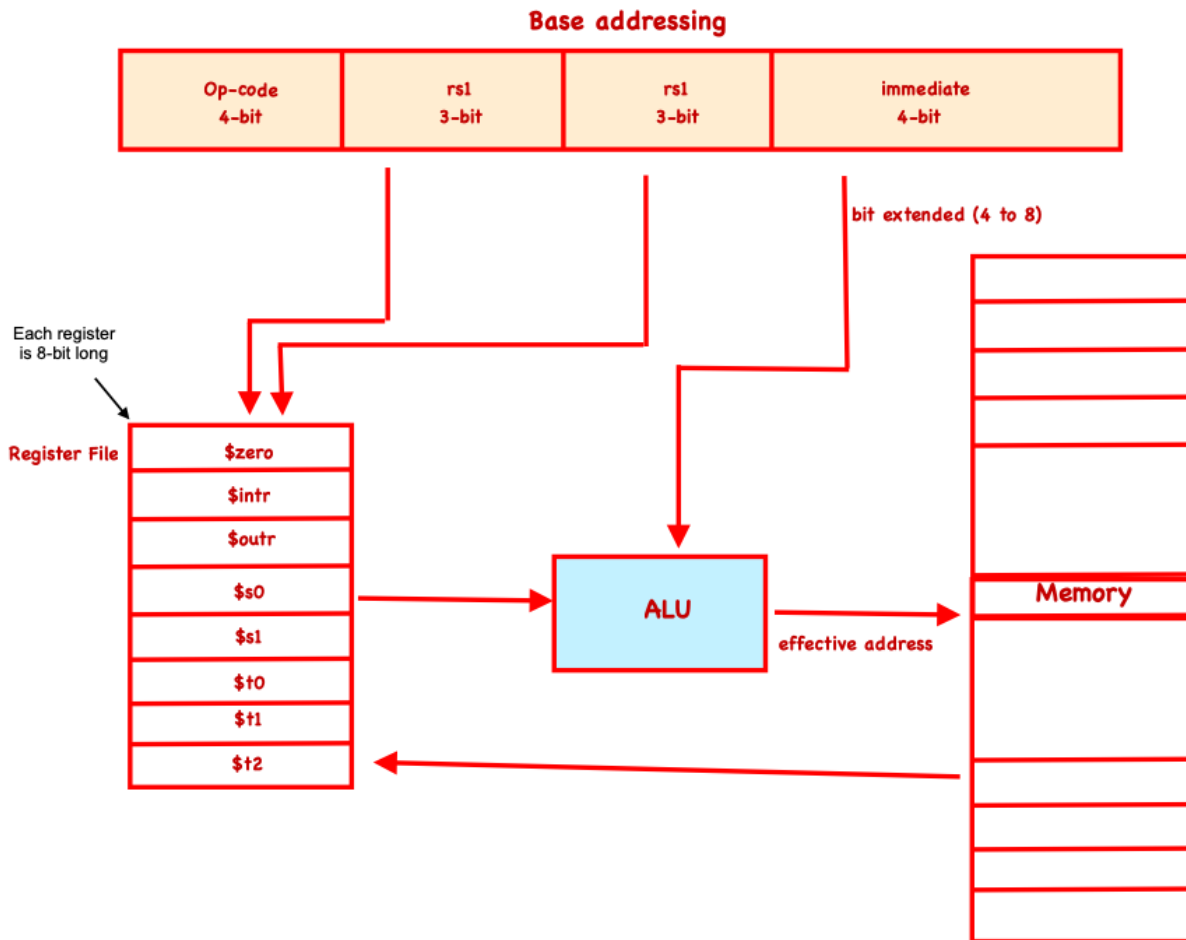 Base addressing
Op-code
4-bit
rs1
3-bit
rs1
3-bit
immediate
4-bit
bit extended (4 to 8)
Each register
is 8-bit long
Register File
$zero
$intr
$outr
$s0
$s1
$t0
$t1
$t2
ALU
effective address
Memory